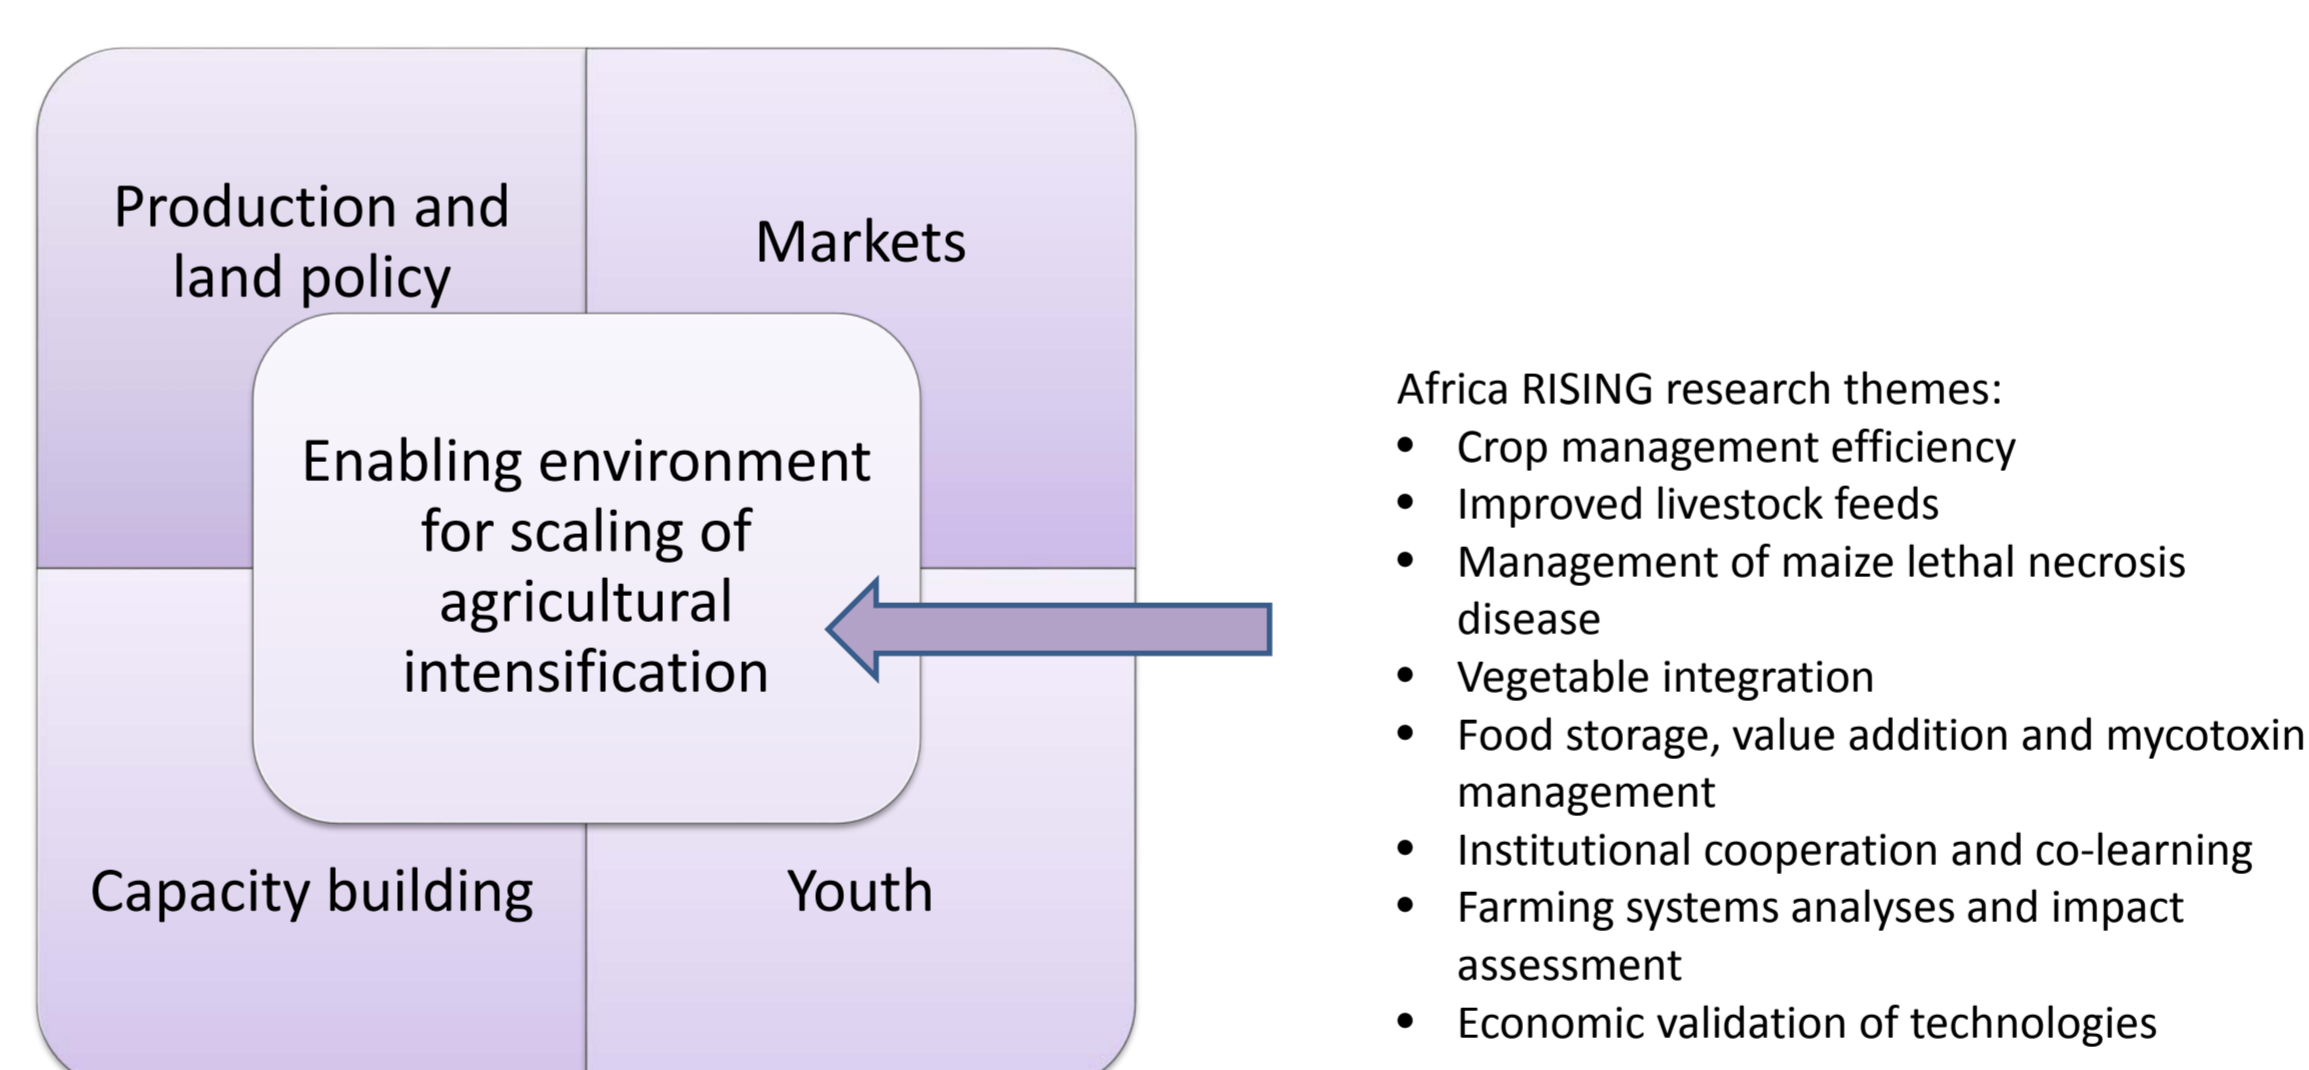 Production and
land policy
Markets
Enabling environment
for scaling of
agricultural
intensification
Capacity building
Youth
Africa RISING research themes:
• Crop management efficiency
• Improved livestock feeds
• Management of maize lethal necrosis
disease
• Vegetable integration
• Food storage, value addition and mycotoxin
management
• Institutional cooperation and co-learning
• Farming systems analyses and impact
assessment
• Economic validation of technologies